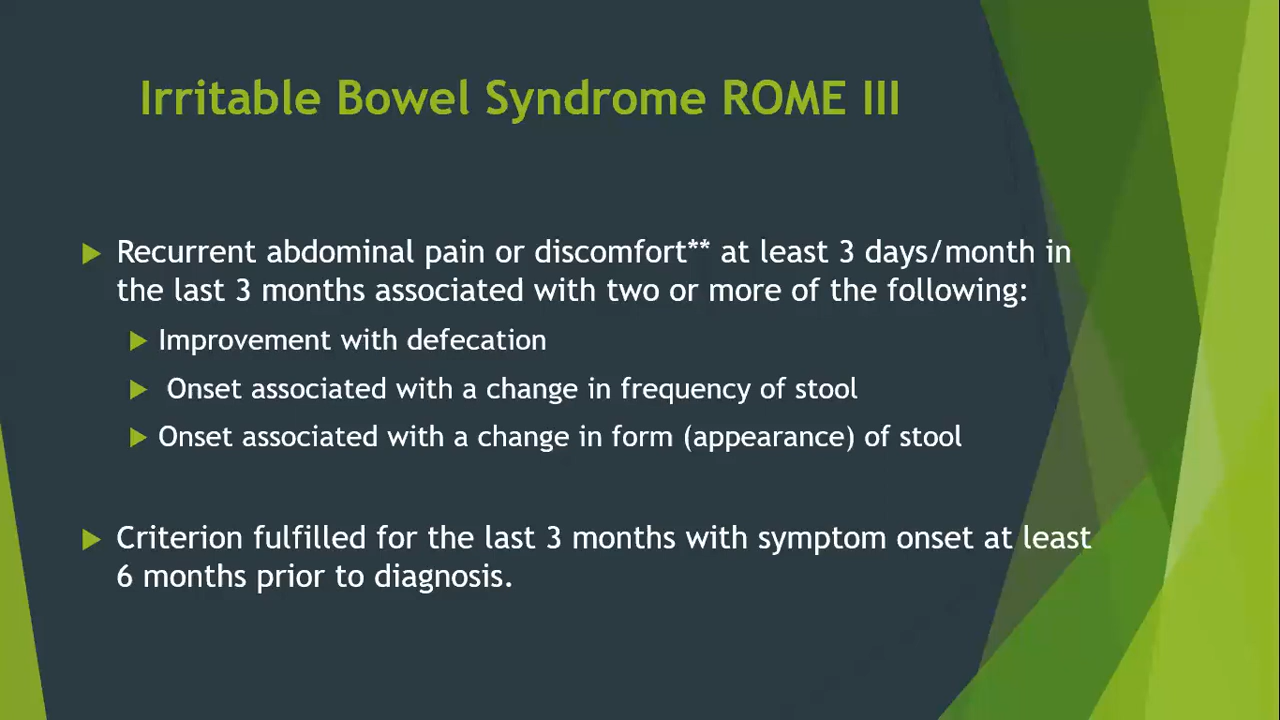 Irritable Bowel Syndrome ROME III
Recurrent abdominal pain or discomfort** at least 3 days/month in
the last 3 months associated with two or more of the following:
Improvement with defecation
Onset associated with a change in frequency of stool
Onset associated with a change in form (appearance) of stool
Criterion fulfilled for the last 3 months with symptom onset at least
6 months prior to diagnosis.